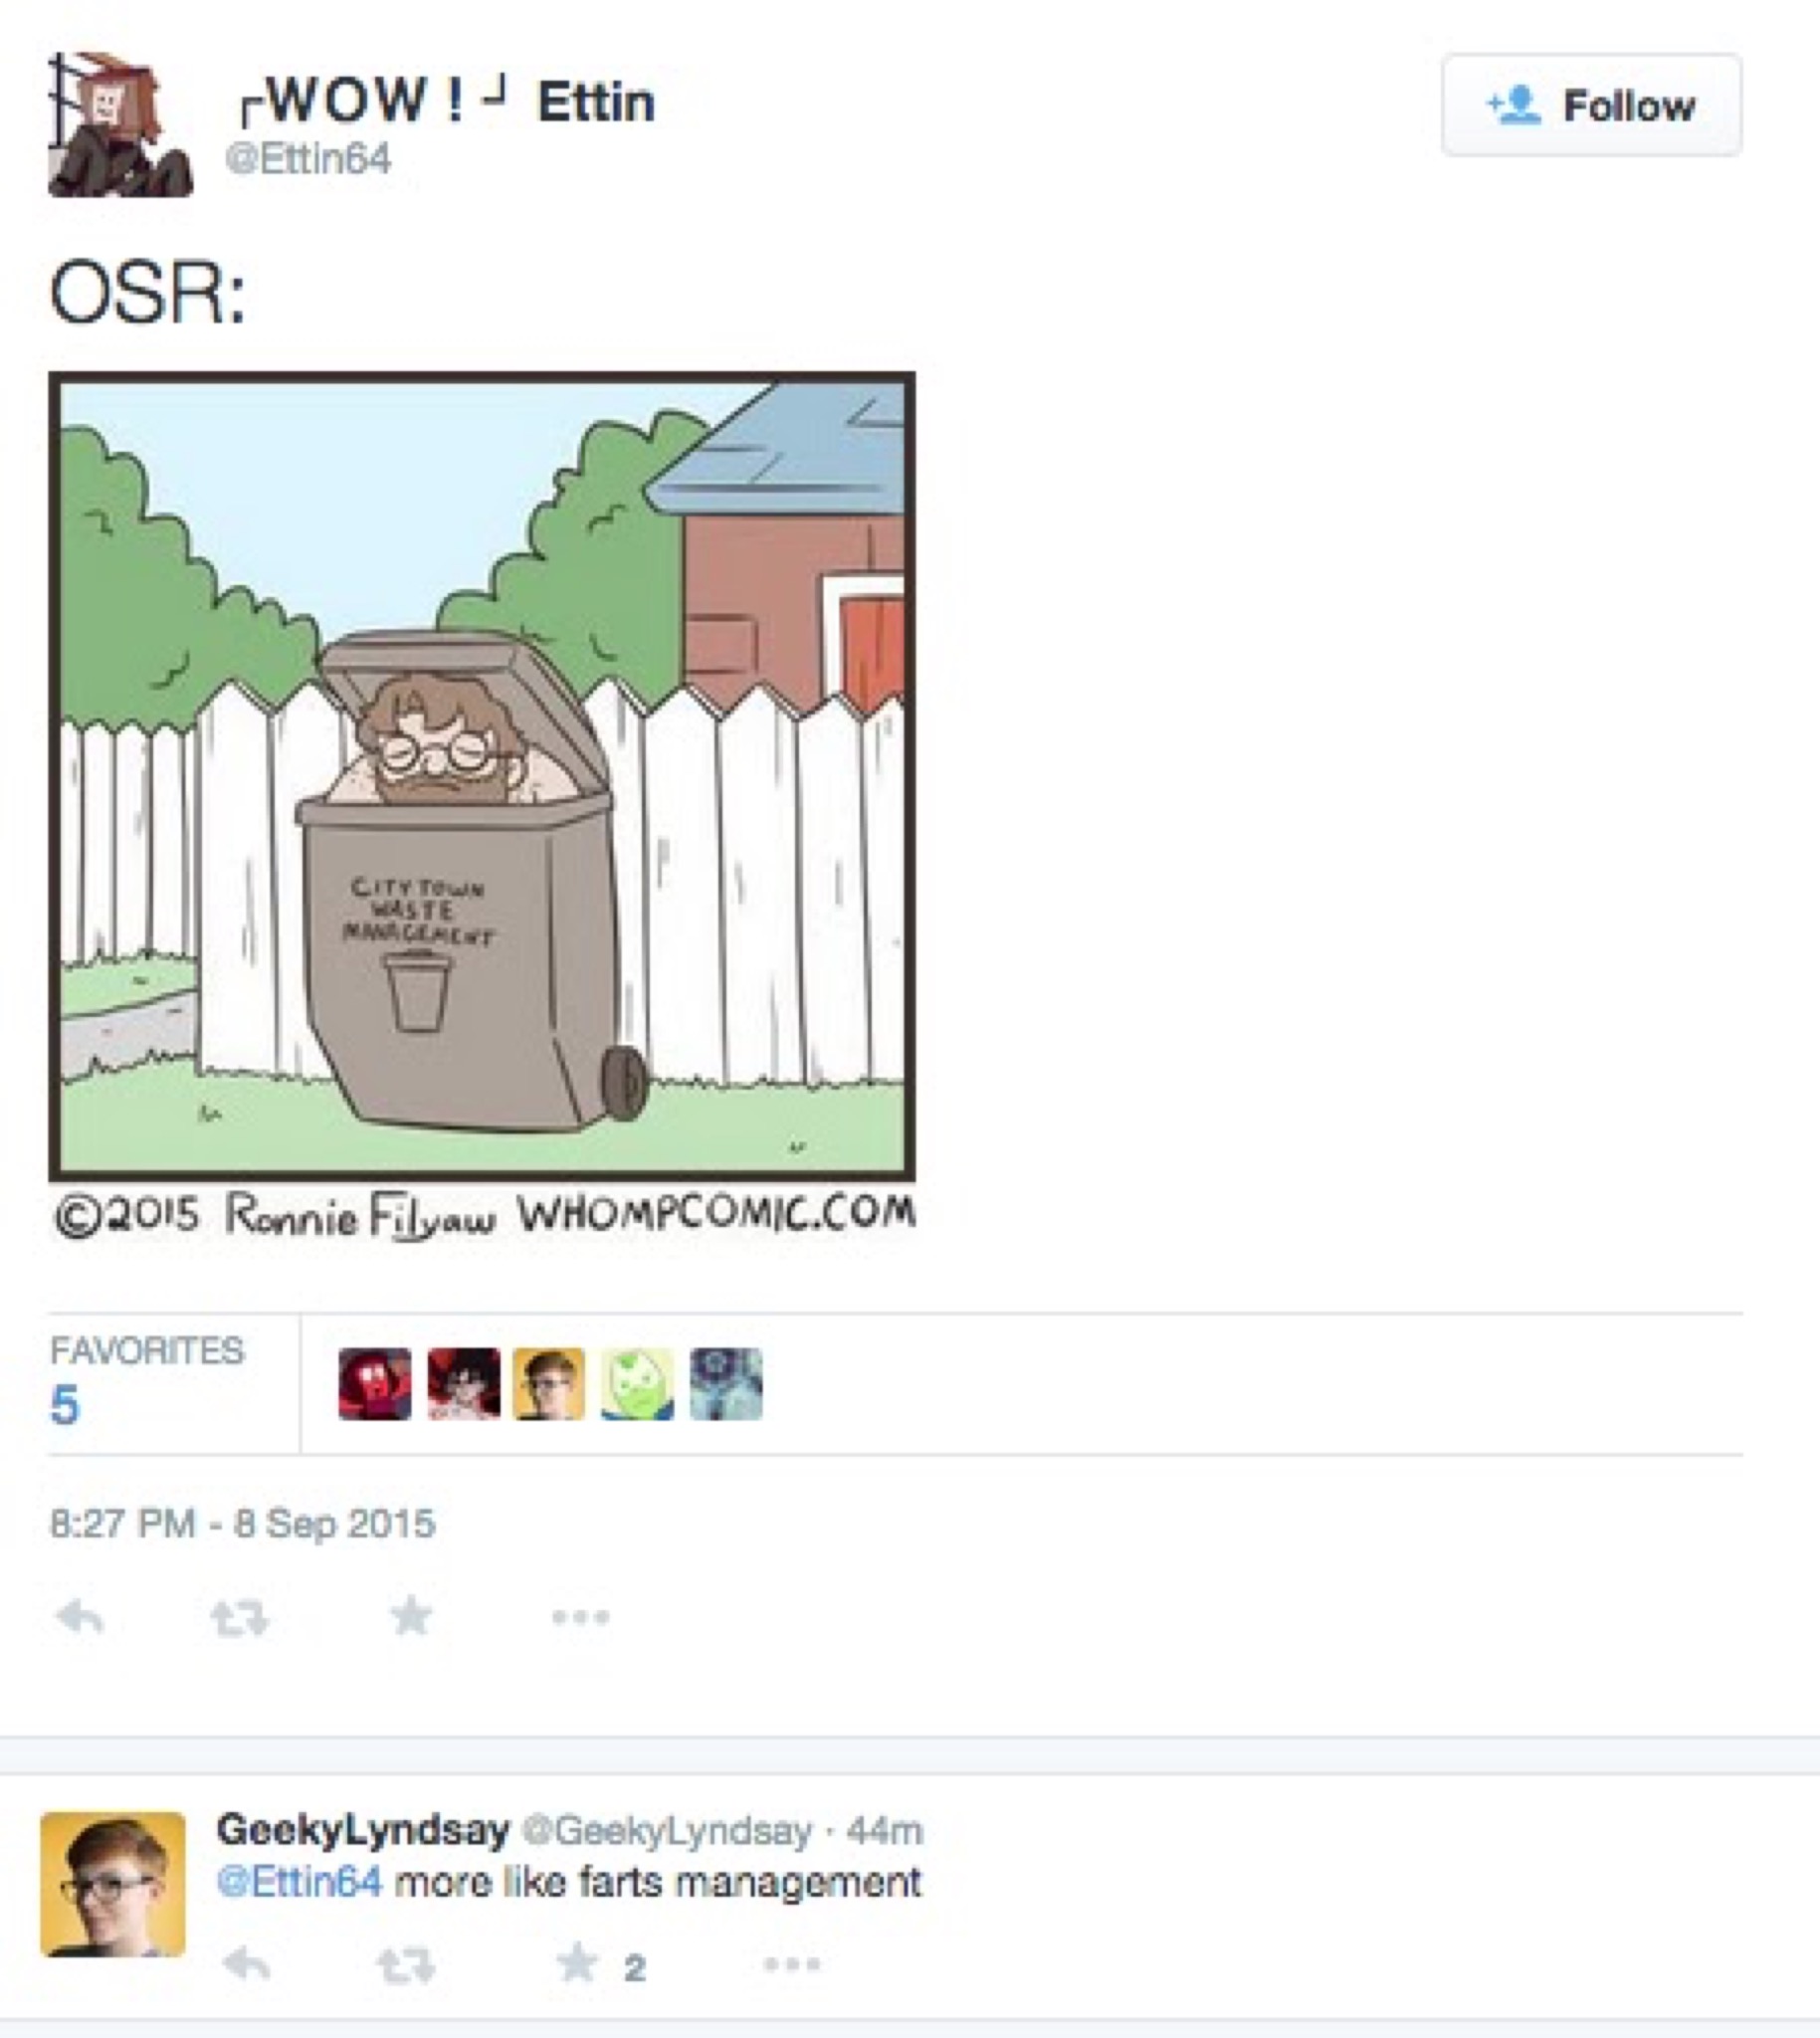 ┌WOW!┘ Ettin
@Ettin64
Follow
OSR:
CITY TOWN
WASTE
MANAGEMENT
©2015 Ronnie Filyaw WHOMPCOMIC.COM
FAVORITES
5
8:27 PM - 8 Sep 2015
GeekyLyndsay @GeekyLyndsay · 44m
@Ettin64 more like farts management
2